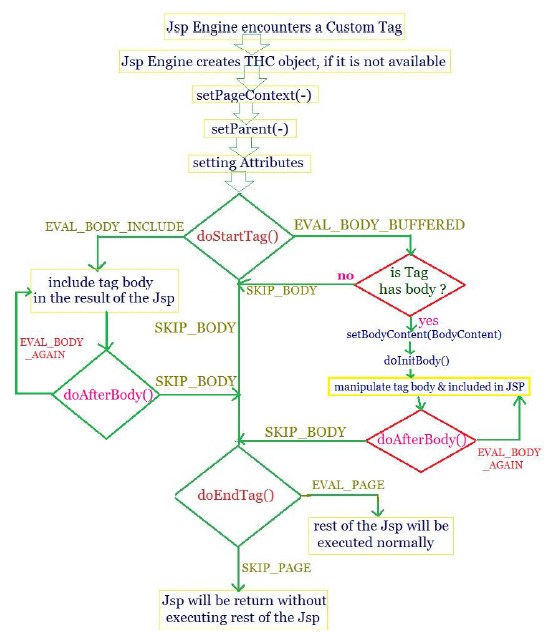 Jsp Engine encounters a Custom Tag
Jsp Engine creates THC object, if it is not available
setPageContext(-)
setParent(-)
setting Attributes
doStartTag()
EVAL_BODY_INCLUDE
EVAL_BODY_BUFFERED
include tag body
in the result of the Jsp
is Tag
has body ?
no
SKIP_BODY
yes
setBodyContent(BodyContent)
SKIP_BODY
EVAL_BODY
_AGAIN
doInitBody()
manipulate tag body & included in JSP
doAfterBody()
SKIP_BODY
SKIP_BODY
doAfterBody()
EVAL_BODY
_AGAIN
doEndTag()
EVAL_PAGE
rest of the Jsp will be
executed normally
SKIP_PAGE
Jsp will be return without
executing rest of the Jsp